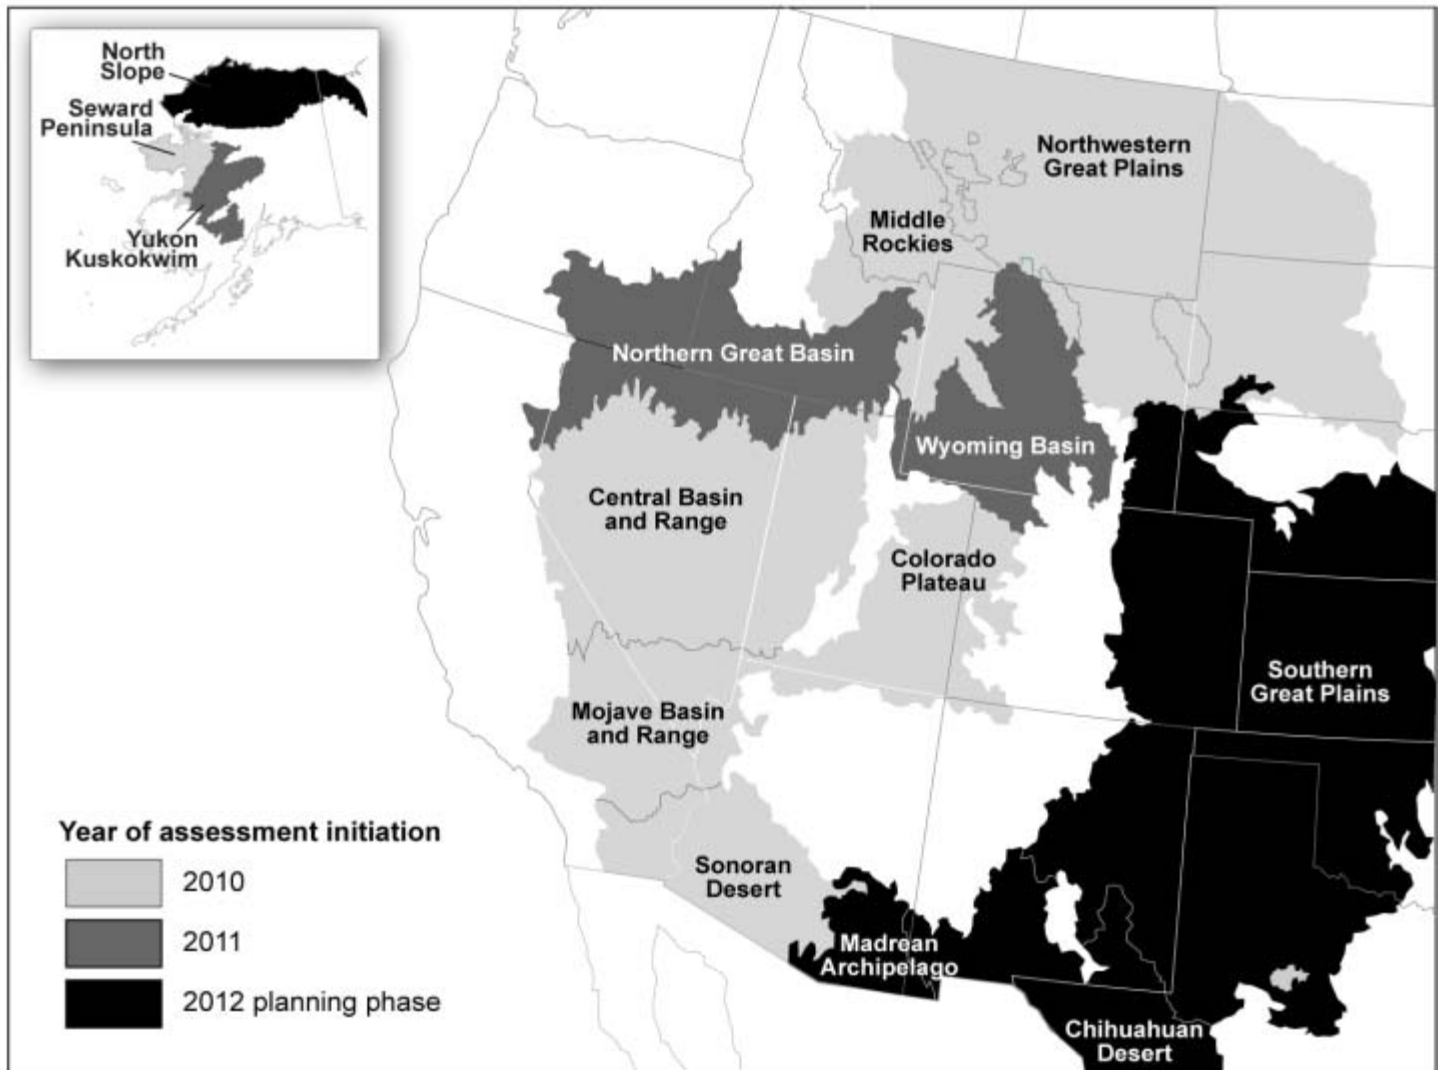 North
Slope
Seward
Peninsula
Yukon
Kuskokwim
Northwestern
Great Plains
Middle
Rockies
Northern Great Basin
Wyoming Basin
Central Basin
and Range
Colorado
Plateau
Southern
Great Plains
Mojave Basin
and Range
Sonoran
Desert
Madrean
Archipelago
Chihuahuan
Desert
Year of assessment initiation
2010
2011
2012 planning phase